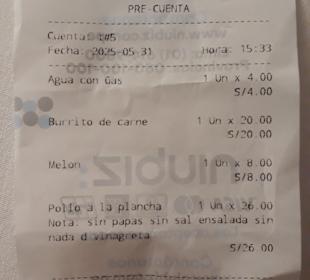 PRE-CUENTA
Cuenta: t#5
Fecha: 2025-05-31 Hora: 15:33
Agua con Gas 1 Un x 4.00
S/4.00
Burrito de carne 1 Un x 20.00
S/20.00
Melon 1 Un x 8.00
S/8.00
Pollo a la plancha 1 Un x 26.00
Nota: sin papas sin sal ensalada sin
nada d vinagreta
S/26.00